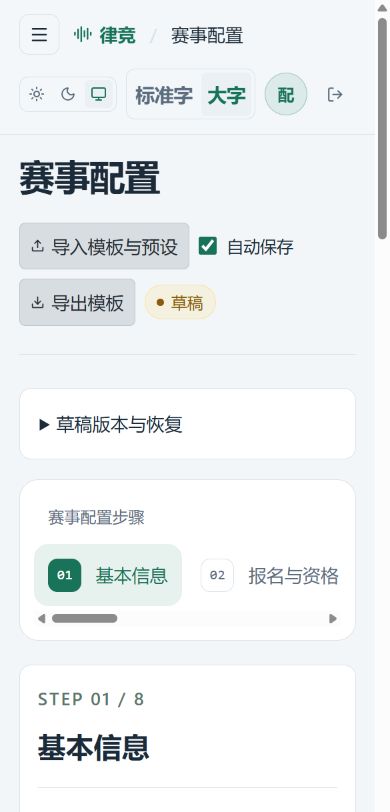 律竞 / 赛事配置
标准字 大字 配
赛事配置
导入模板与预设 自动保存
导出模板 草稿
草稿版本与恢复
赛事配置步骤
01 基本信息 02 报名与资格
STEP 01 / 8
基本信息